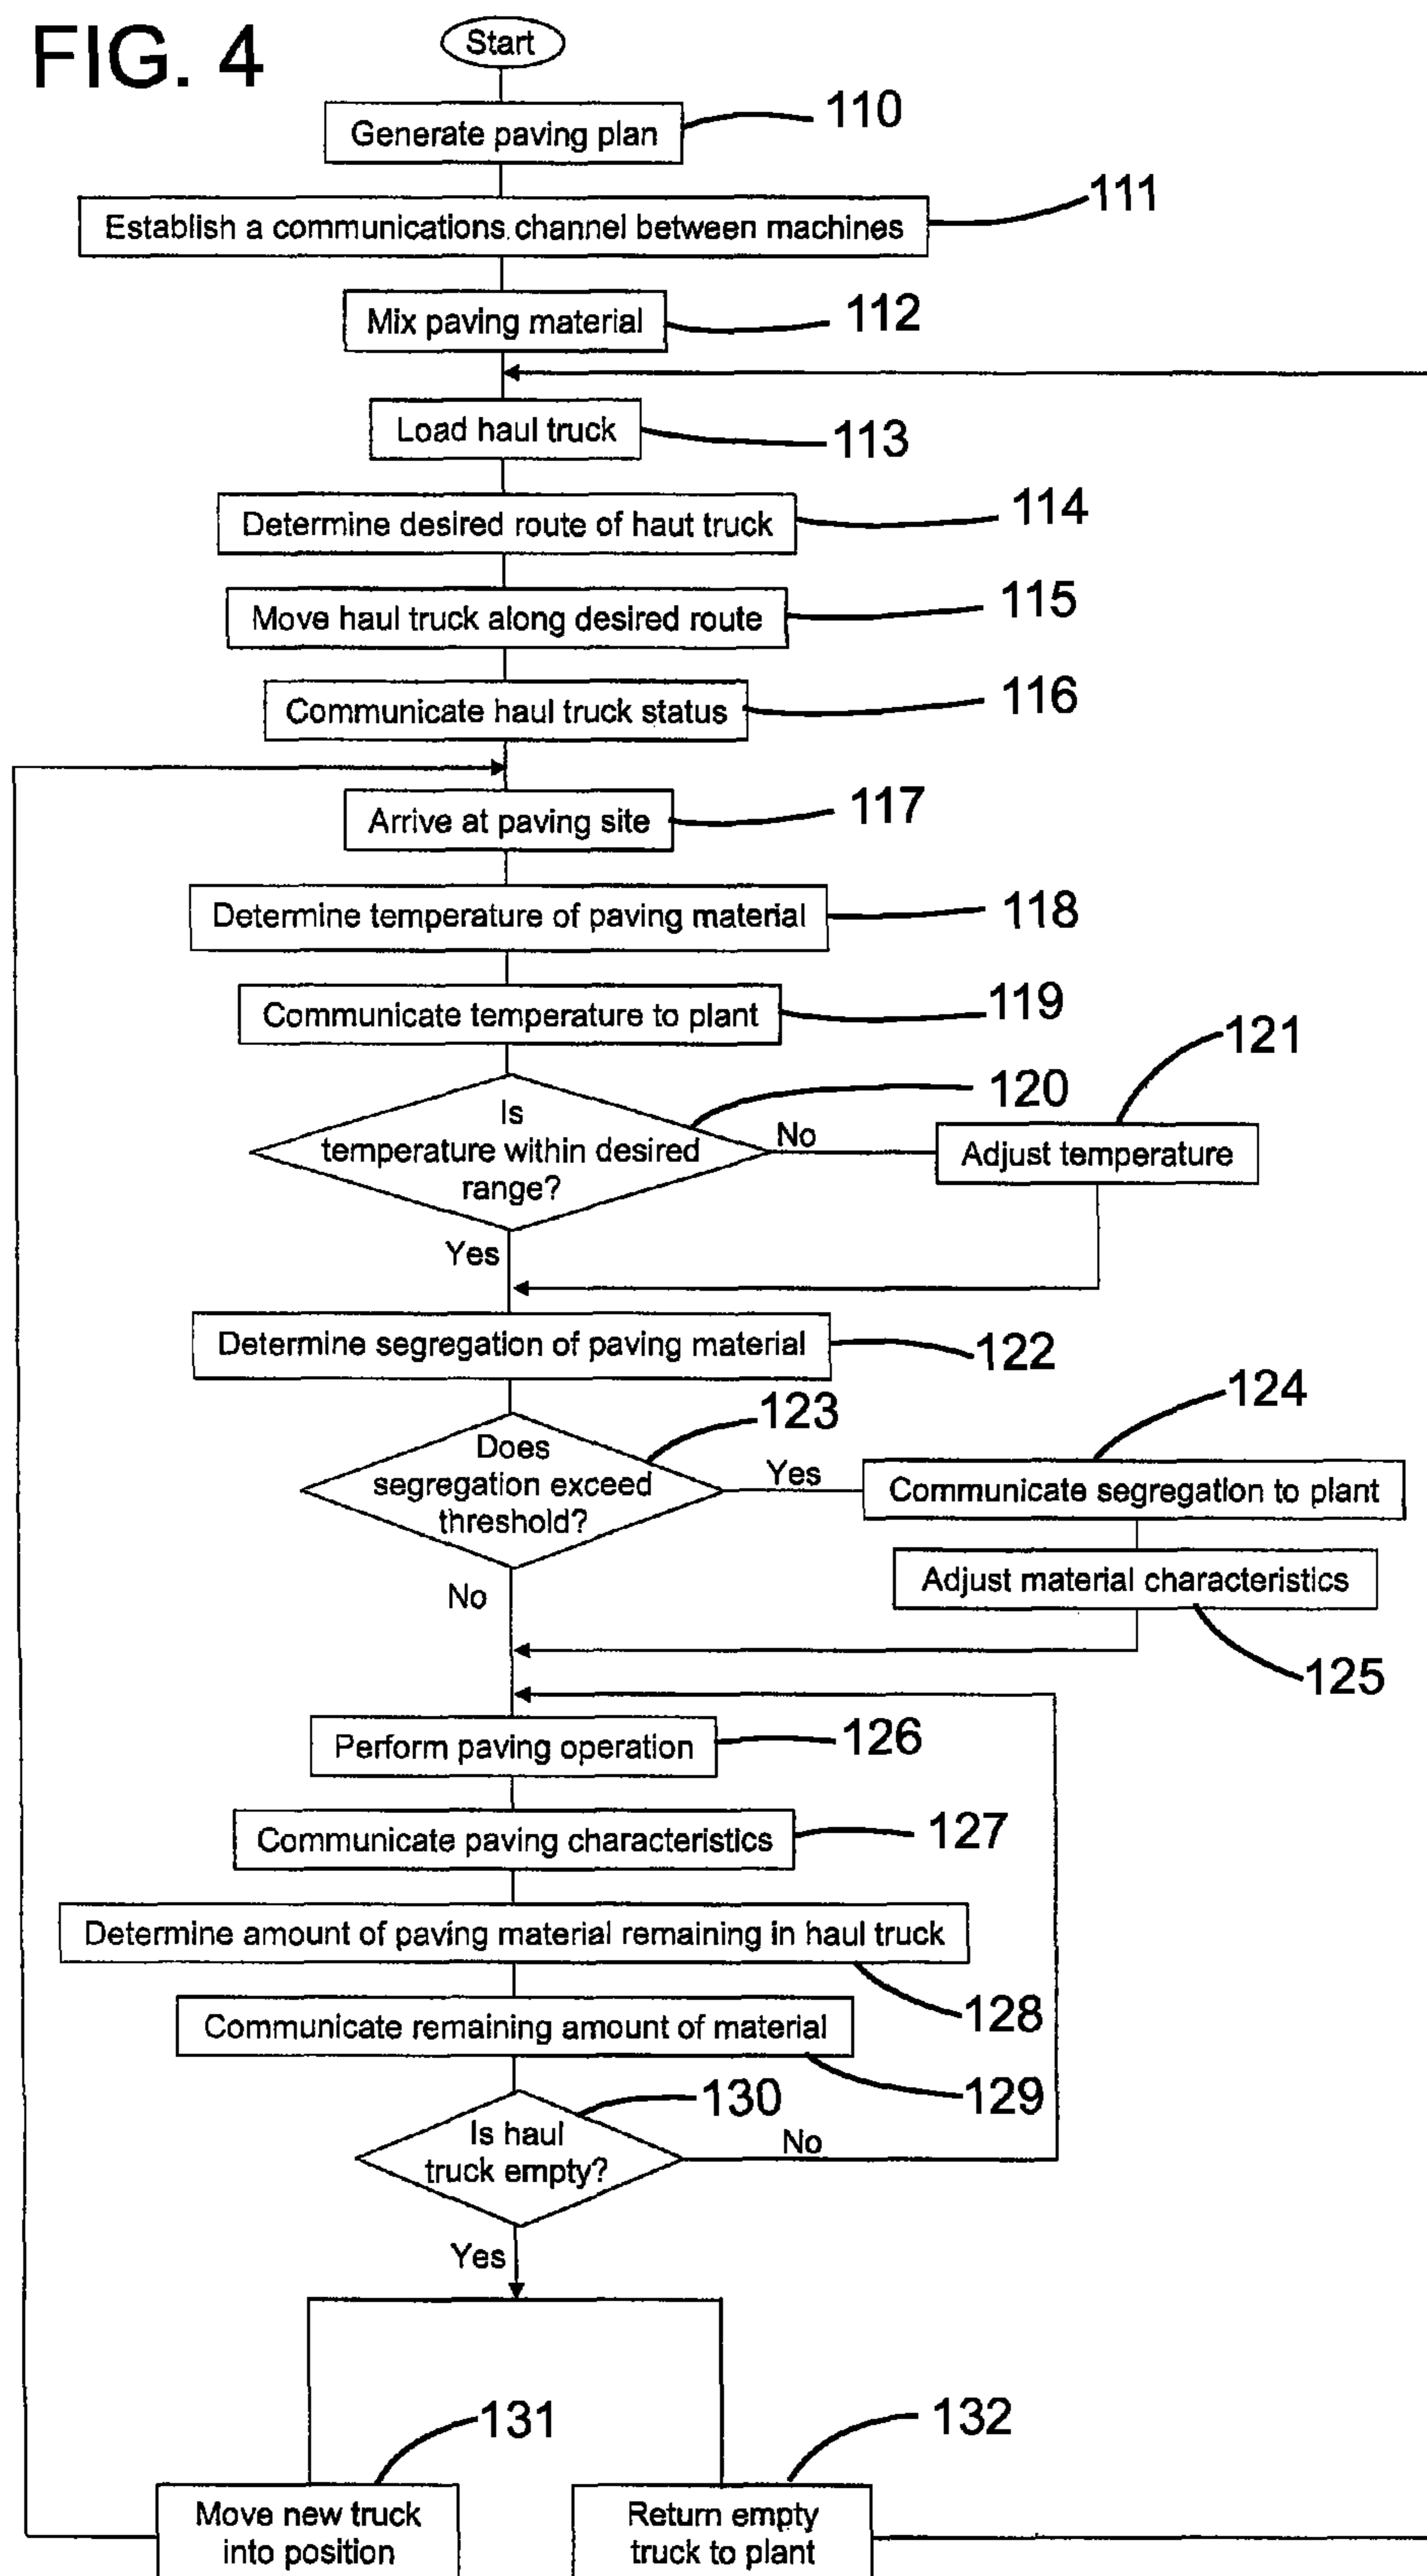 FIG. 4
Start
Generate paving plan
110
Establish a communications channel between machines
111
Mix paving material
112
Load haul truck
113
Determine desired route of haut truck
114
Move haul truck along desired route
115
Communicate haul truck status
116
Arrive at paving site
117
Determine temperature of paving material
118
Communicate temperature to plant
119
Is
temperature within desired
range?
120
No
Adjust temperature
121
Yes
Determine segregation of paving material
122
Does
segregation exceed
threshold?
123
Yes
Communicate segregation to plant
124
Adjust material characteristics
125
No
Perform paving operation
126
Communicate paving characteristics
127
Determine amount of paving material remaining in haul truck
128
Communicate remaining amount of material
129
Is haul
truck empty?
130
No
Yes
Move new truck
into position
131
Return empty
truck to plant
132